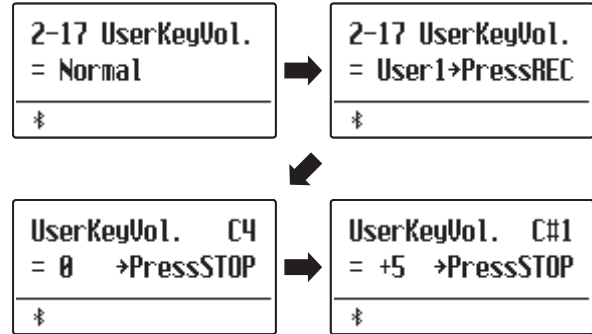 2-17 UserKeyVol.
= Normal
2-17 UserKeyVol.
= User1→PressREC
UserKeyVol. C4
= 0 →PressSTOP
UserKeyVol. C#1
= +5 →PressSTOP